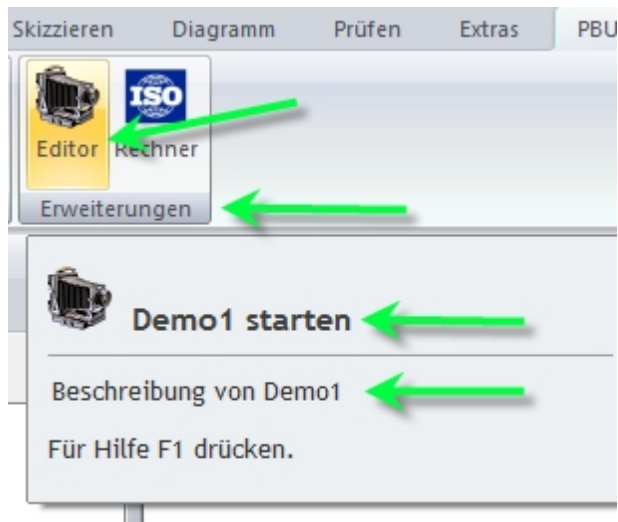 Skizzieren Diagramm Prüfen Extras PBU
ISO
Editor Rechner
Erweiterungen
Demo1 starten
Beschreibung von Demo1
Für Hilfe F1 drücken.